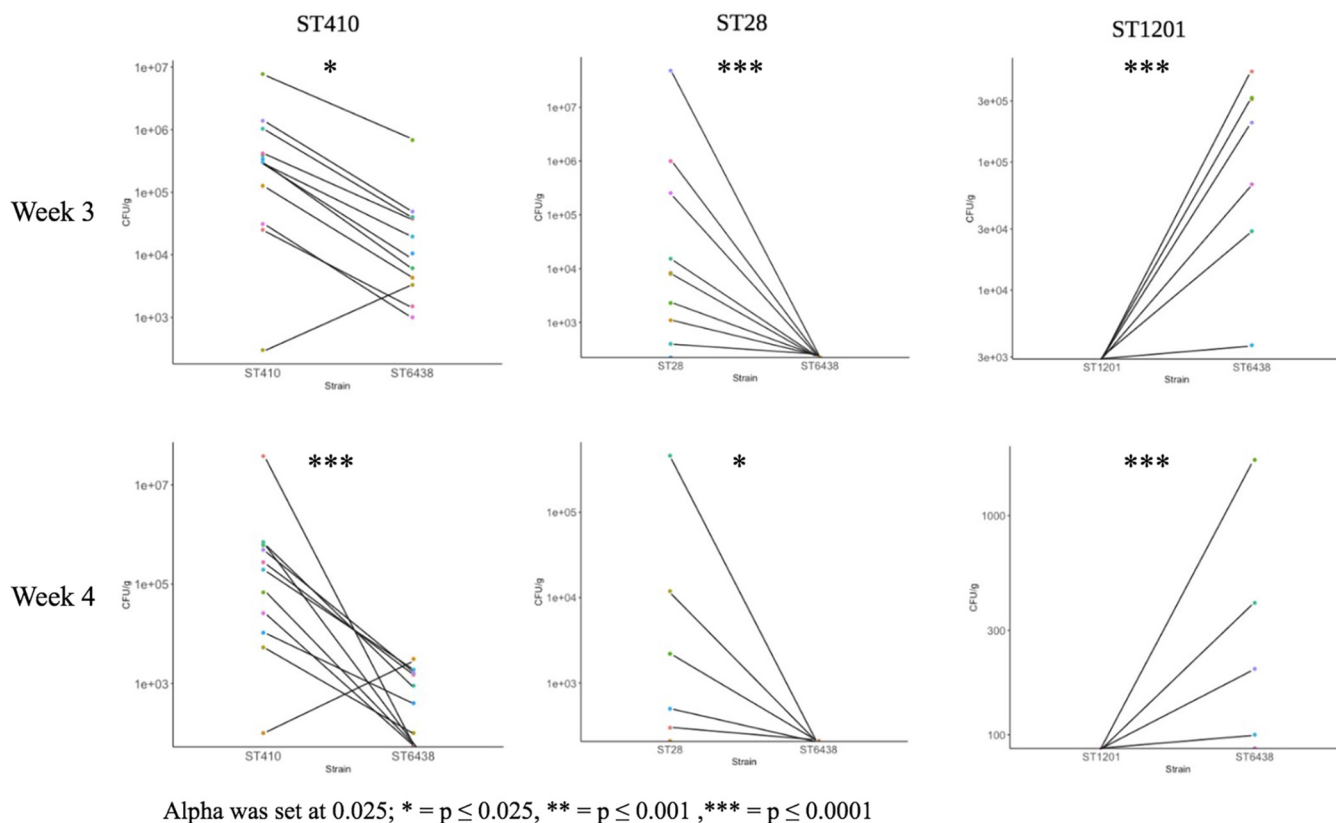 ST410
ST28
ST1201
Week 3
*
1e+07
1e+06
1e+05
1e+04
1e+03
CFU/g
ST410
ST6438
Strain
***
1e+07
1e+06
1e+05
1e+04
1e+03
CFU/g
ST28
ST6438
Strain
***
3e+05
1e+05
3e+04
1e+04
3e+03
CFU/g
ST1201
ST6438
Strain
Week 4
***
1e+07
1e+05
1e+03
CFU/g
ST410
ST6438
Strain
*
1e+05
1e+04
1e+03
CFU/g
ST28
ST6438
Strain
***
1000
300
100
CFU/g
ST1201
ST6438
Strain
Alpha was set at 0.025; * = p ≤ 0.025, ** = p ≤ 0.001 ,*** = p ≤ 0.0001